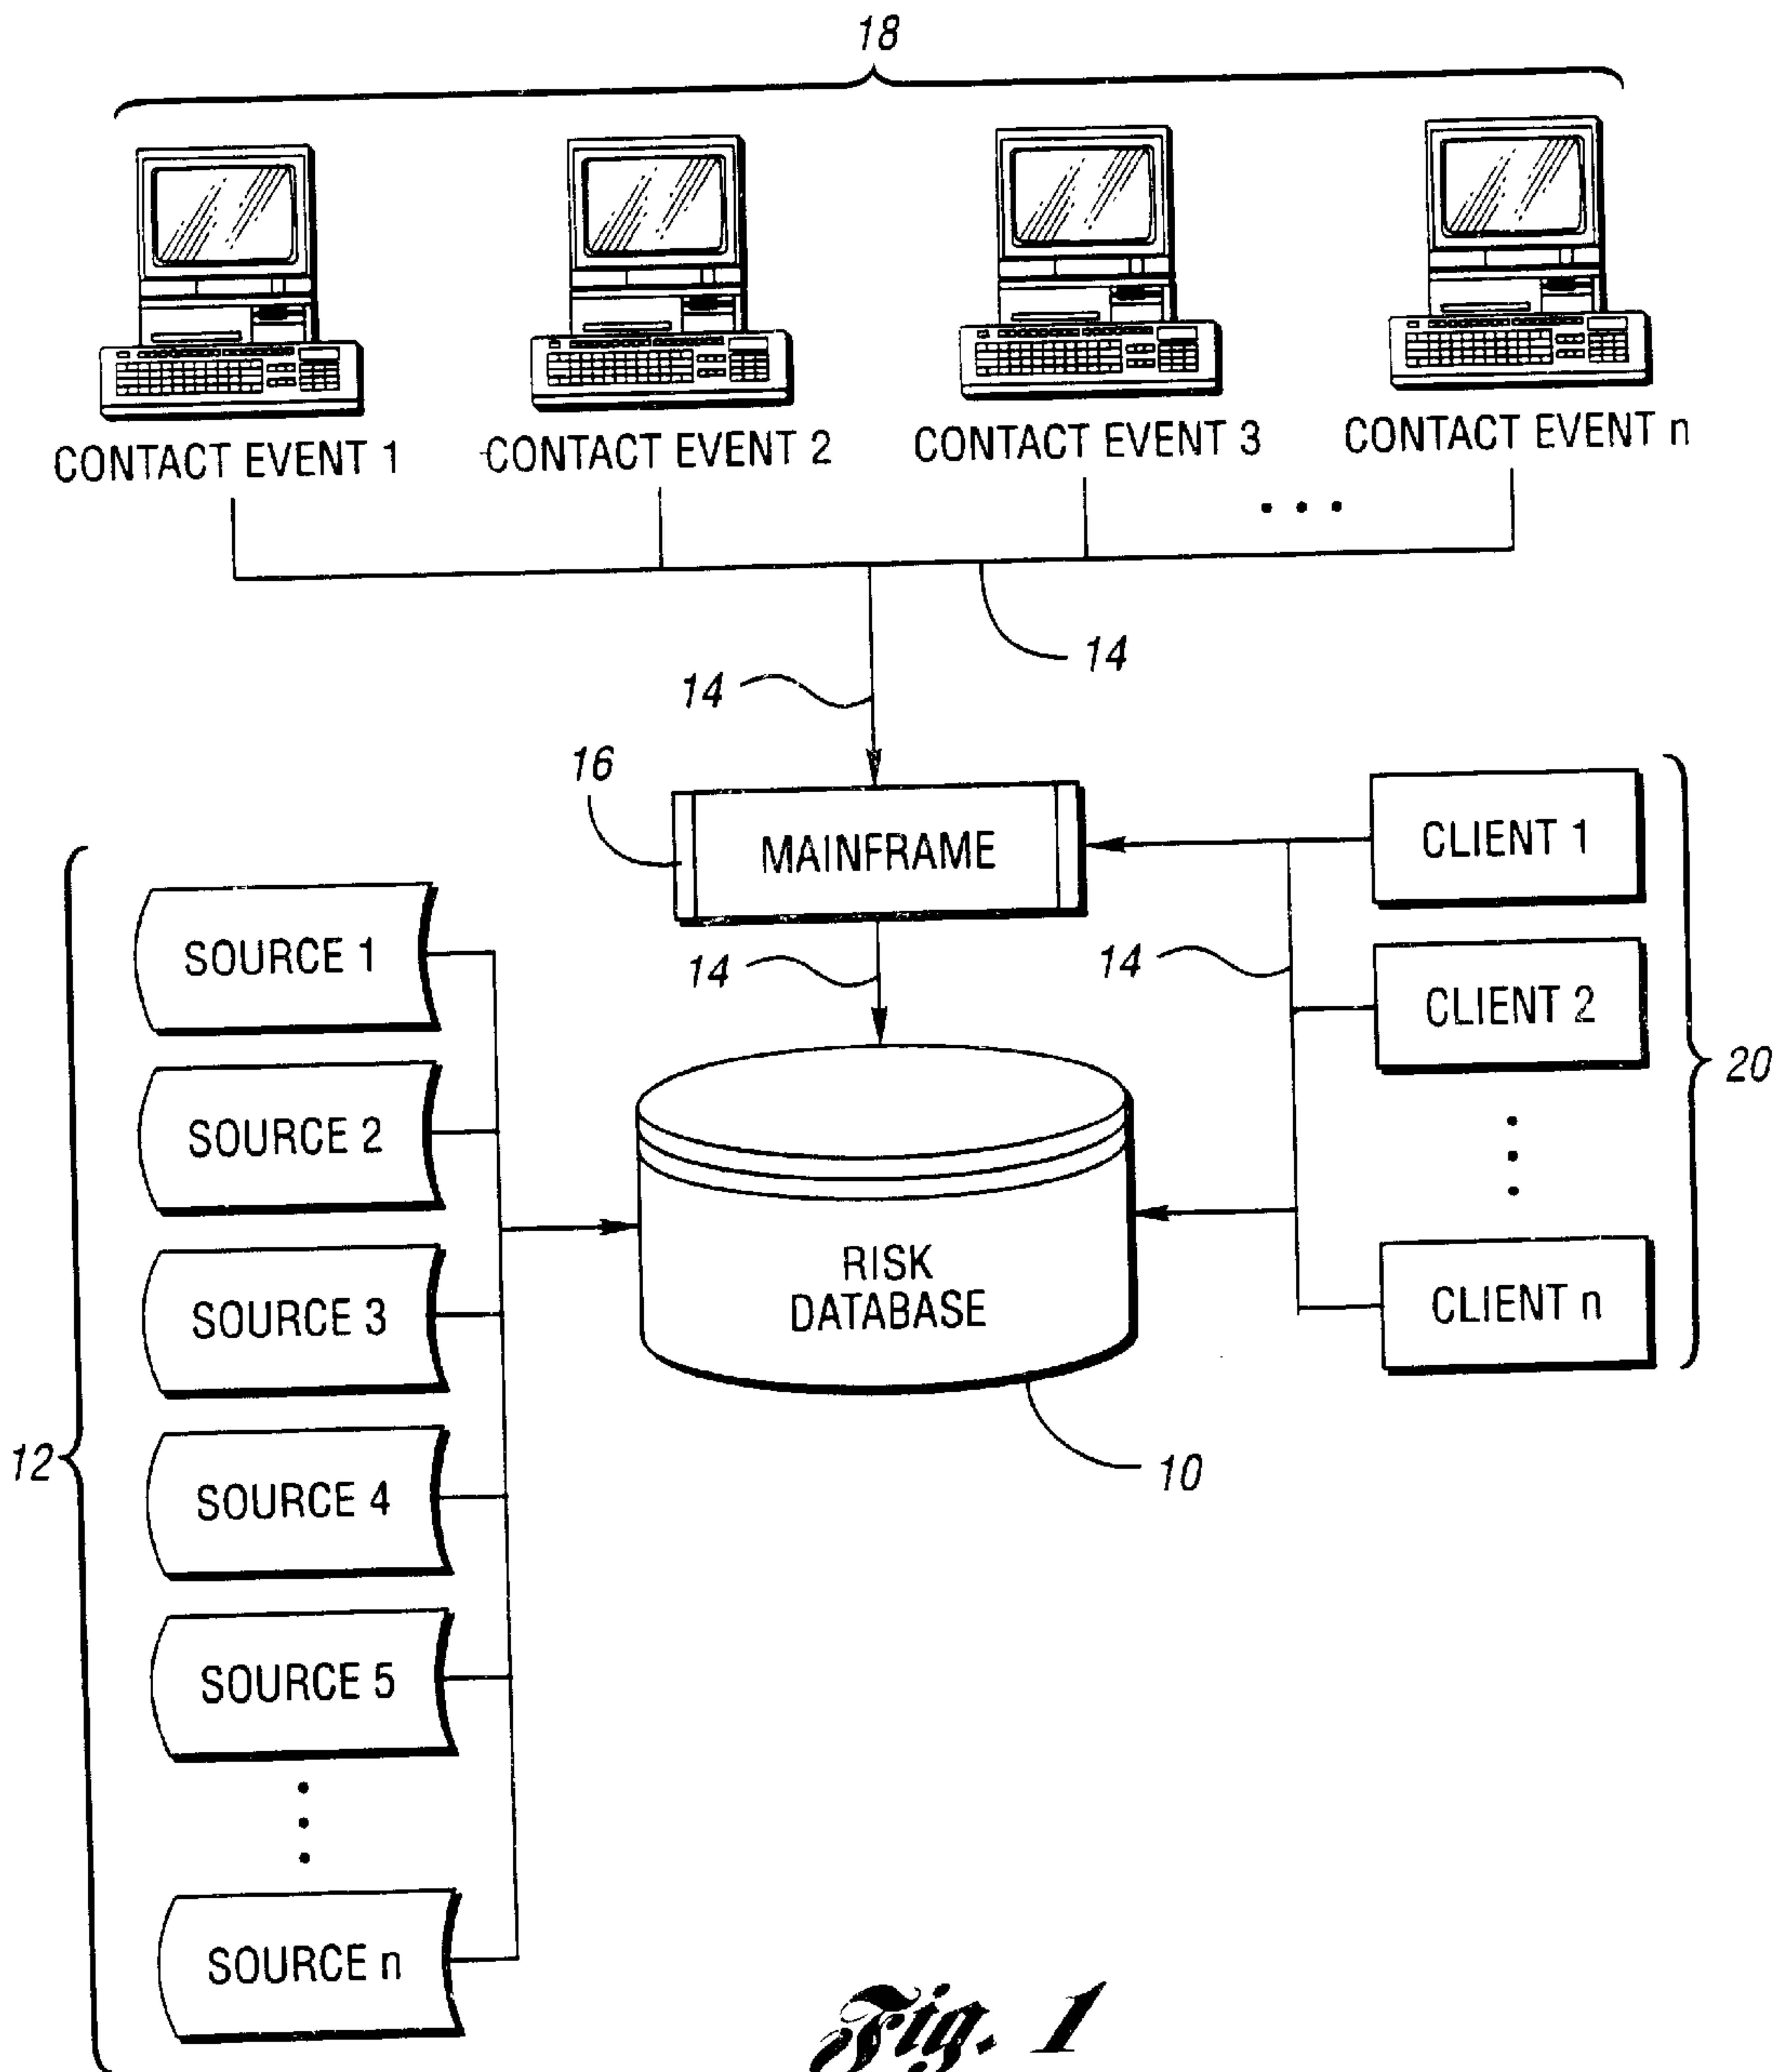 18
CONTACT EVENT 1
CONTACT EVENT 2
CONTACT EVENT 3
CONTACT EVENT n
. . .
14
14
16
MAINFRAME
CLIENT 1
SOURCE 1
14
14
CLIENT 2
20
SOURCE 2
RISK
DATABASE
SOURCE 3
CLIENT n
12
SOURCE 4
10
SOURCE 5
SOURCE n
Fig. 1